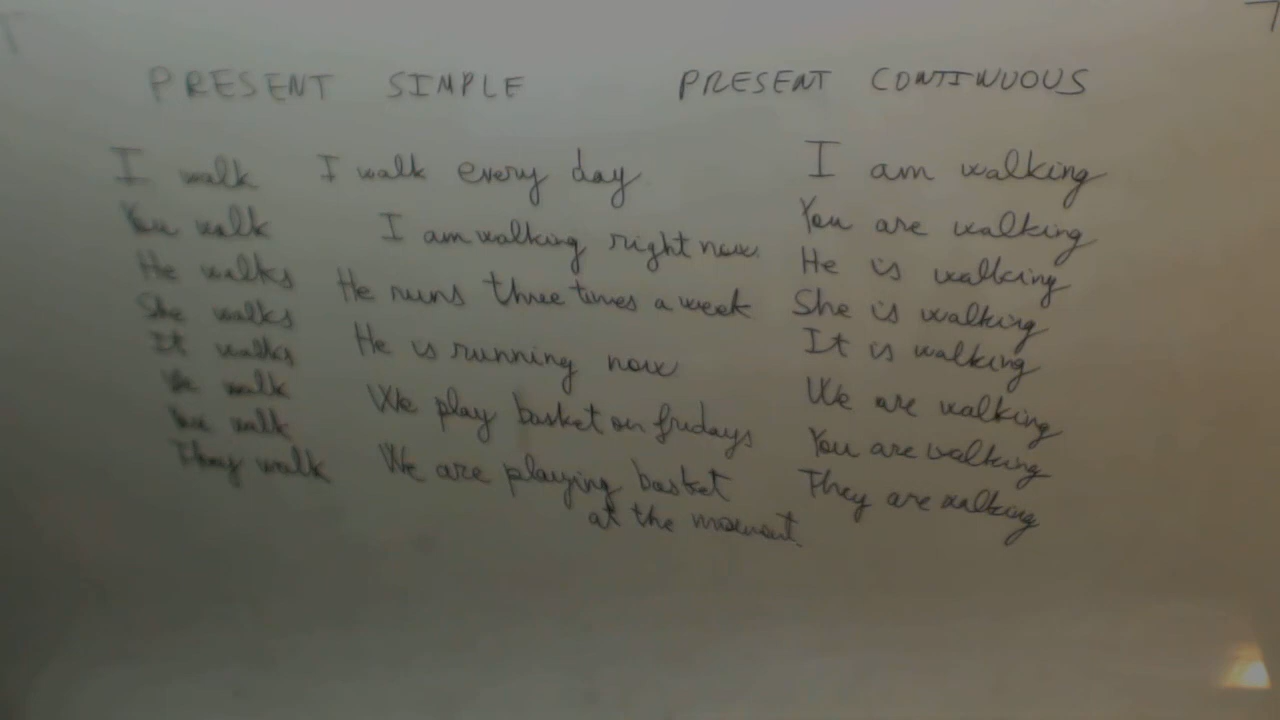 PRESENT SIMPLE PRESENT CONTINUOUS
I walk I walk every day I am walking
You walk I am walking right now. You are walking
He walks He runs three times a week He is walking
She walks He is running now She is walking
It walks We play basket on fridays It is walking
We walk We are playing basket We are walking
You walk at the moment. You are walking
They walk They are walking